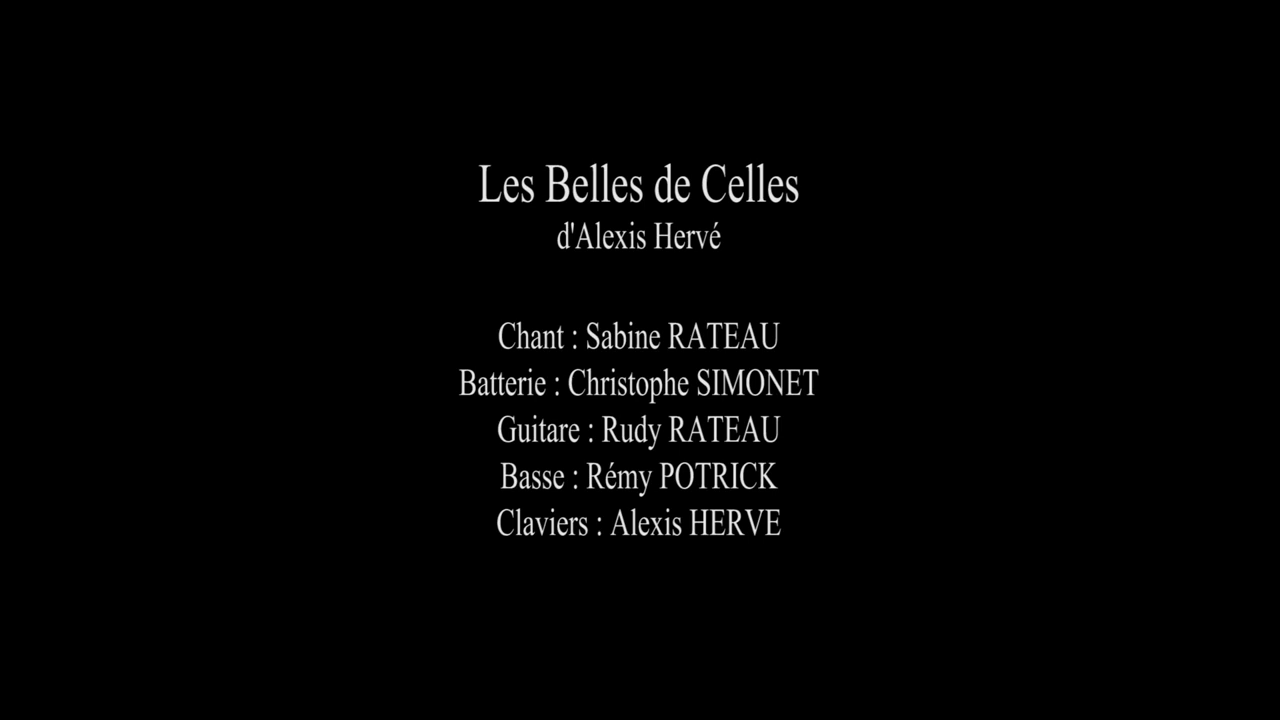 Les Belles de Celles
d'Alexis Hervé
Chant : Sabine RATEAU
Batterie : Christophe SIMONET
Guitare : Rudy RATEAU
Basse : Rémy POTRICK
Claviers : Alexis HERVE